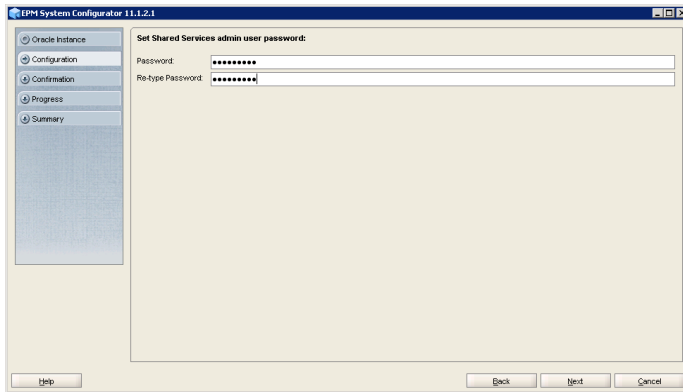 EPM System Configurator 11.1.2.1
Oracle Instance
Configuration
Confirmation
Progress
Summary
Set Shared Services admin user password:
Password: •••••••••
Re-type Password: •••••••••
Help
Back
Next
Cancel